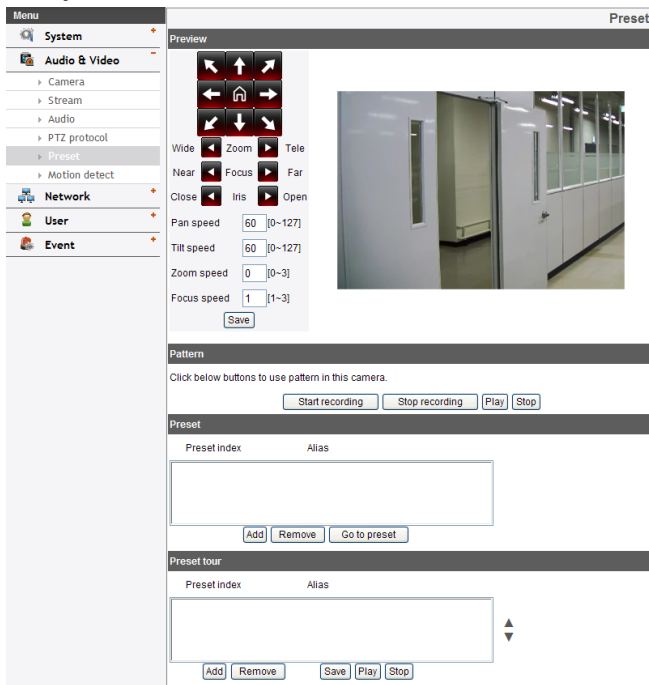 Menu
Preset
System
Preview
Audio & Video
Camera
Stream
Audio
PTZ protocol
Preset
Motion detect
Network
User
Event
Wide Zoom Tele
Near Focus Far
Close Iris Open
Pan speed 60 [0~127]
Tilt speed 60 [0~127]
Zoom speed 0 [0~3]
Focus speed 1 [1~3]
Save
Pattern
Click below buttons to use pattern in this camera.
Start recording Stop recording Play Stop
Preset
Preset index Alias
Add Remove Go to preset
Preset tour
Preset index Alias
Add Remove Save Play Stop